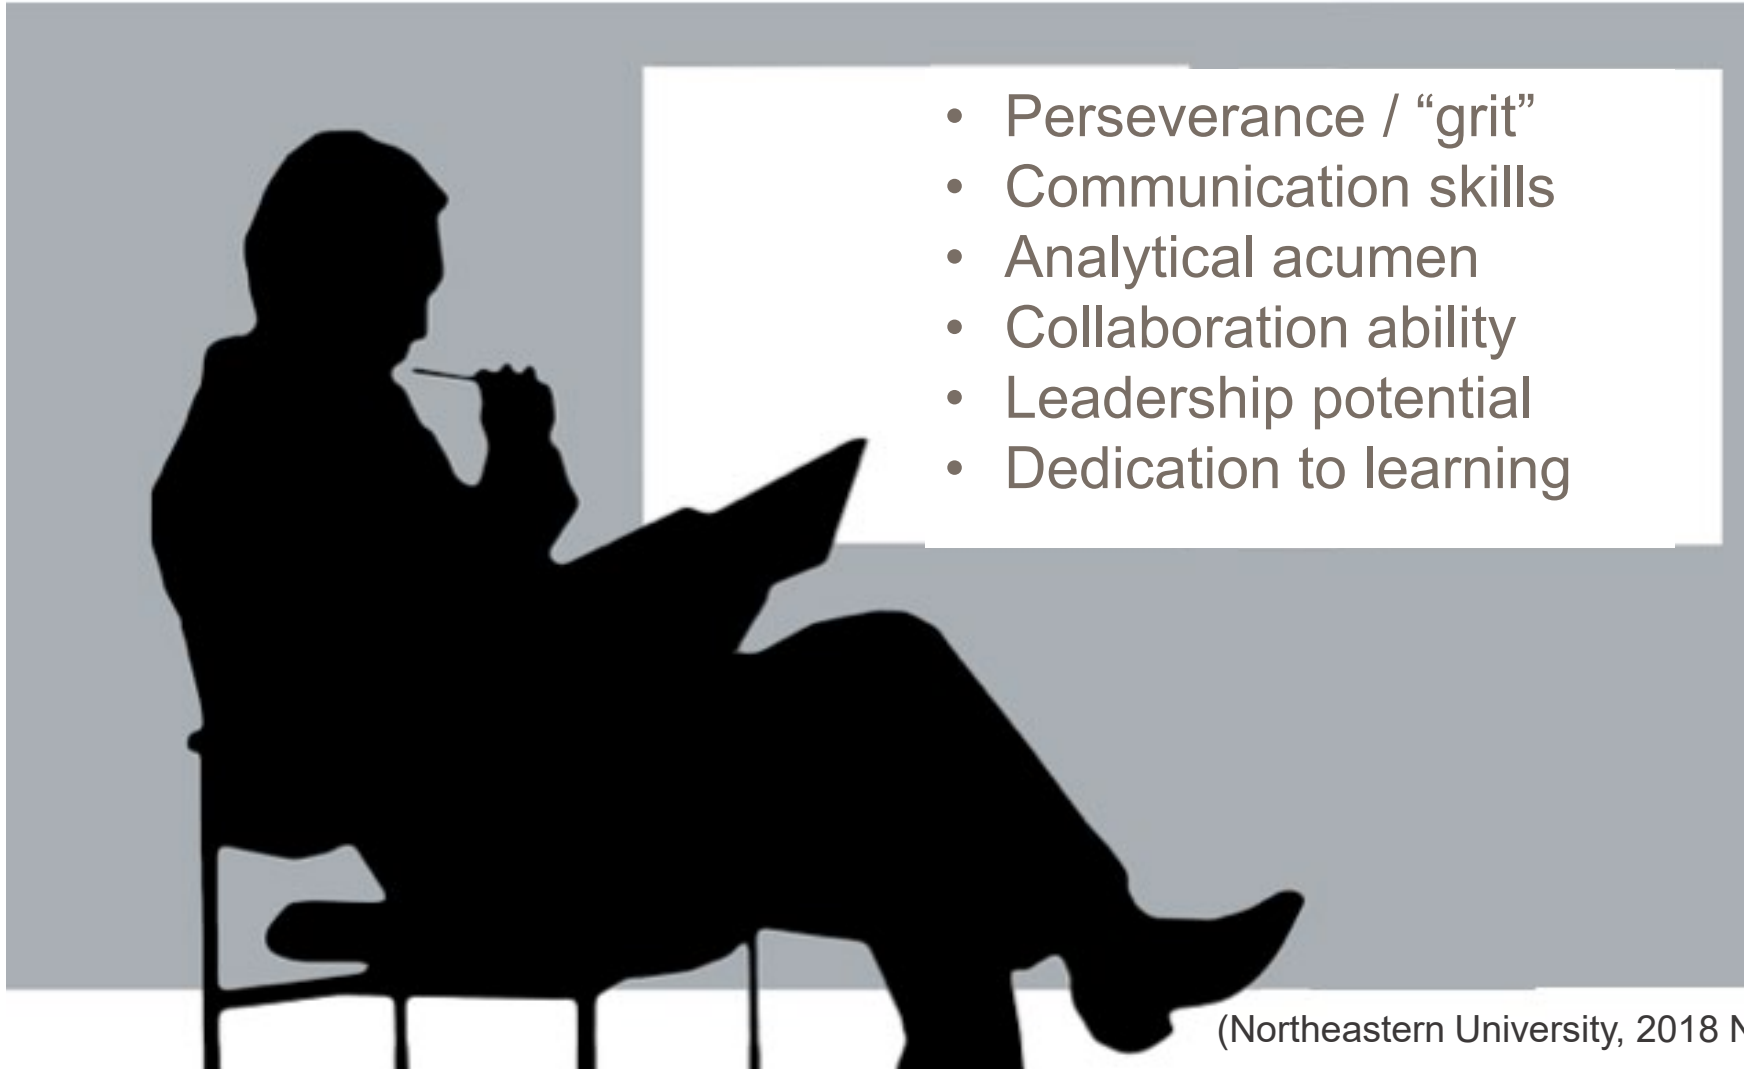 • Perseverance / “grit”
• Communication skills
• Analytical acumen
• Collaboration ability
• Leadership potential
• Dedication to learning
(Northeastern University, 2018 N